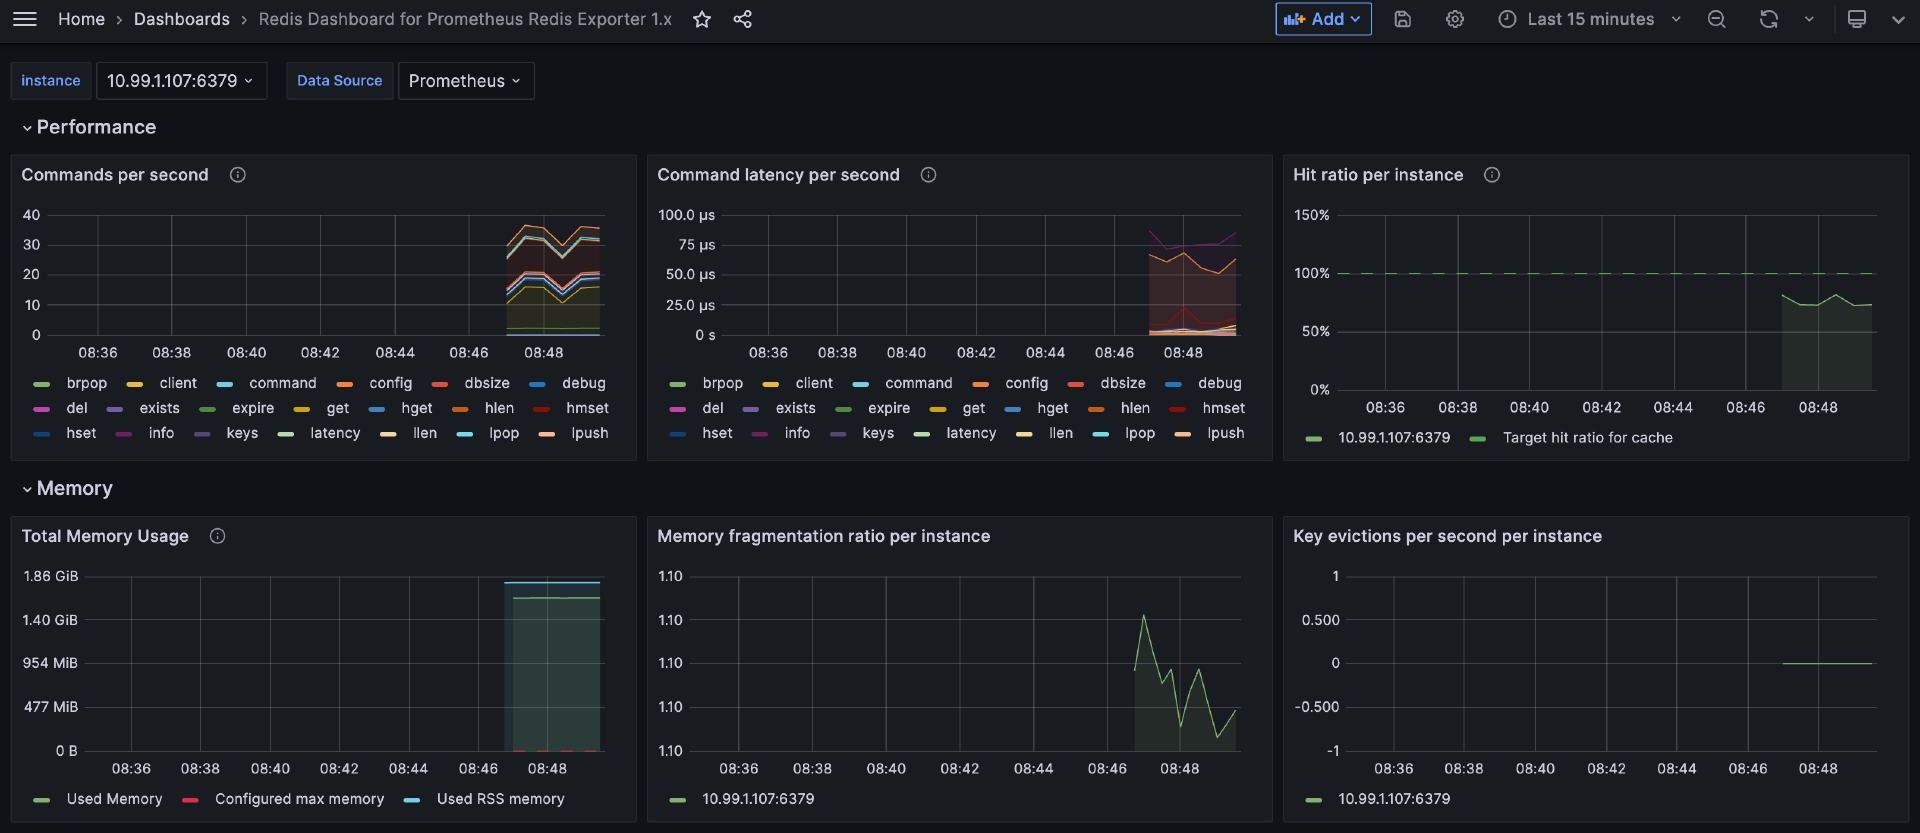 Home › Dashboards › Redis Dashboard for Prometheus Redis Exporter 1.x
Add
Last 15 minutes
instance 10.99.1.107:6379 Data Source Prometheus
Performance
Commands per second
40
30
20
10
0
08:36 08:38 08:40 08:42 08:44 08:46 08:48
brpop client command config dbsize debug
del exists expire get hget hlen hmset
hset info keys latency llen lpop lpush
Command latency per second
100.0 µs
75 µs
50.0 µs
25.0 µs
0 s
08:36 08:38 08:40 08:42 08:44 08:46 08:48
brpop client command config dbsize debug
del exists expire get hget hlen hmset
hset info keys latency llen lpop lpush
Hit ratio per instance
150%
100%
50%
0%
08:36 08:38 08:40 08:42 08:44 08:46 08:48
10.99.1.107:6379 Target hit ratio for cache
Memory
Total Memory Usage
1.86 GiB
1.40 GiB
954 MiB
477 MiB
0 B
08:36 08:38 08:40 08:42 08:44 08:46 08:48
Used Memory Configured max memory Used RSS memory
Memory fragmentation ratio per instance
1.10
1.10
1.10
1.10
1.10
08:36 08:38 08:40 08:42 08:44 08:46 08:48
10.99.1.107:6379
Key evictions per second per instance
1
0.500
0
-0.500
-1
08:36 08:38 08:40 08:42 08:44 08:46 08:48
10.99.1.107:6379